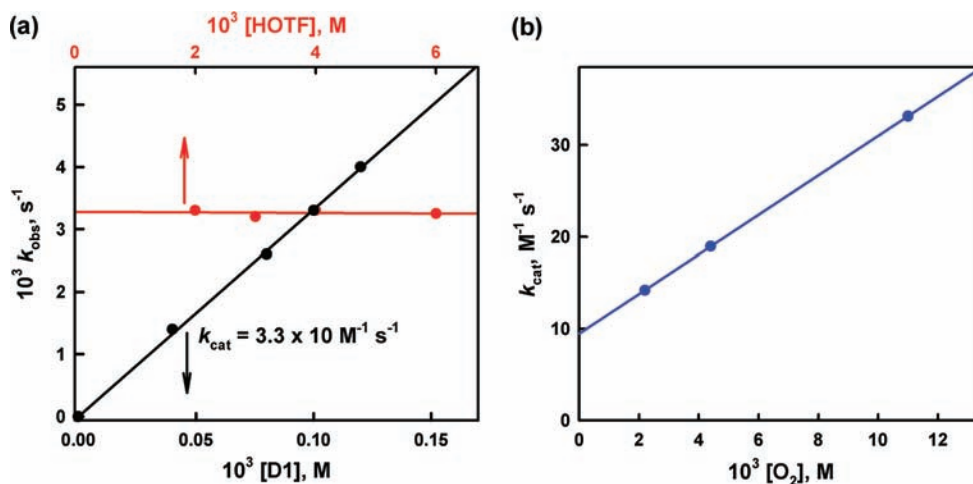 (a)
10³ [HOTF], M
0 2 4 6
10³ k_obs, s⁻¹
5
4
3
2
1
0
k_cat = 3.3 x 10 M⁻¹ s⁻¹
0.00 0.05 0.10 0.15
10³ [D1], M
(b)
k_cat, M⁻¹ s⁻¹
30
20
10
0
0 2 4 6 8 10 12
10³ [O₂], M